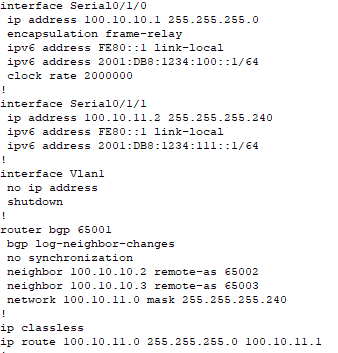 interface Serial0/1/0
 ip address 100.10.10.1 255.255.255.0
 encapsulation frame-relay
 ipv6 address FE80::1 link-local
 ipv6 address 2001:DB8:1234:100::1/64
 clock rate 2000000
!
interface Serial0/1/1
 ip address 100.10.11.2 255.255.255.240
 ipv6 address FE80::1 link-local
 ipv6 address 2001:DB8:1234:111::1/64
!
interface Vlan1
 no ip address
 shutdown
!
router bgp 65001
 bgp log-neighbor-changes
 no synchronization
 neighbor 100.10.10.2 remote-as 65002
 neighbor 100.10.10.3 remote-as 65003
 network 100.10.11.0 mask 255.255.255.240
!
ip classless
ip route 100.10.11.0 255.255.255.0 100.10.11.1